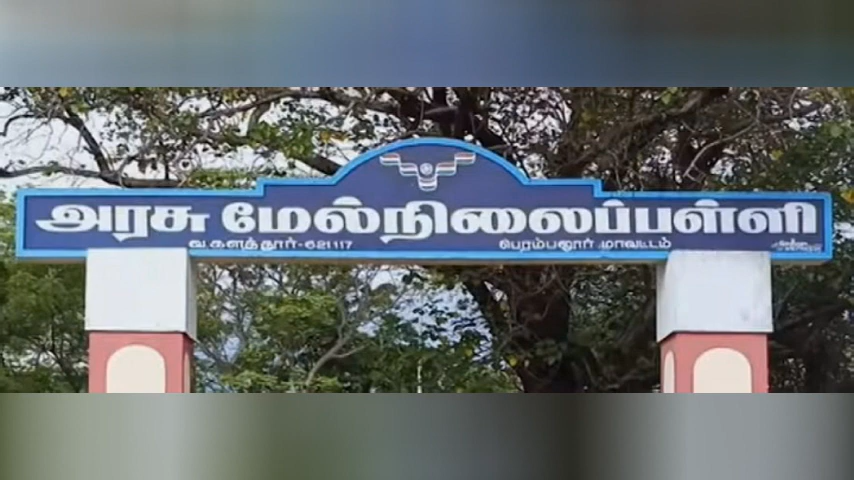 அரசு மேல்நிலைப்பள்ளி
வ.களத்தூர்-621117 பெரம்பலூர் மாவட்டம்